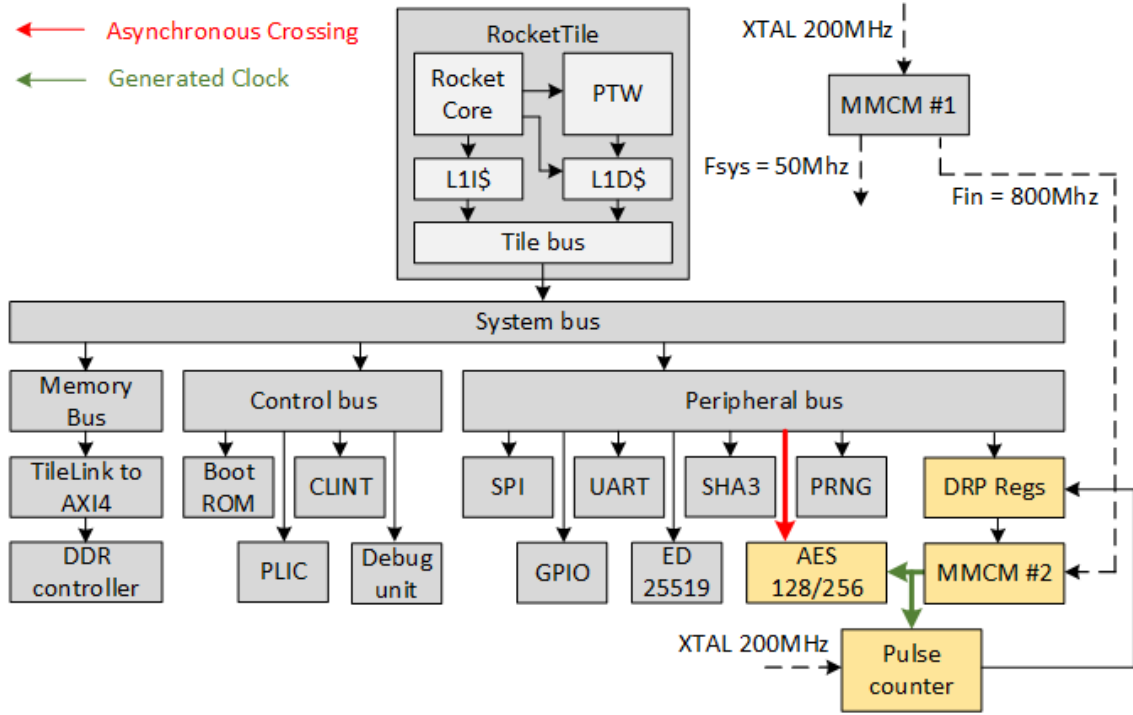 Asynchronous Crossing
Generated Clock
RocketTile
Rocket
Core
PTW
L1I$
L1D$
Tile bus
XTAL 200MHz
MMCM #1
Fsys = 50Mhz
Fin = 800Mhz
System bus
Memory
Bus
Control bus
Peripheral bus
TileLink to
AXI4
Boot
ROM
CLINT
SPI
UART
SHA3
PRNG
DRP Regs
DDR
controller
PLIC
Debug
unit
GPIO
ED
25519
AES
128/256
MMCM #2
XTAL 200MHz
Pulse
counter